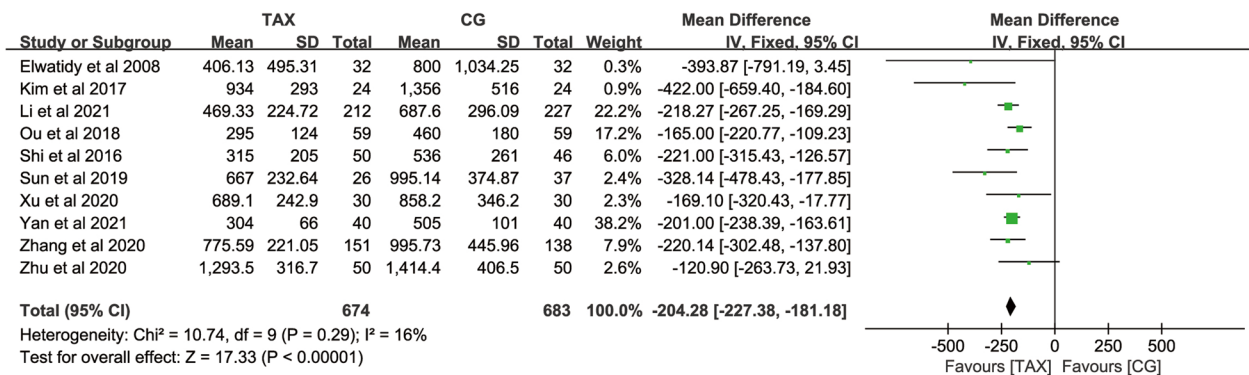 TAX CG Mean Difference Mean Difference
Study or Subgroup Mean SD Total Mean SD Total Weight IV, Fixed, 95% CI IV, Fixed, 95% CI
Elwatidy et al 2008 406.13 495.31 32 800 1,034.25 32 0.3% -393.87 [-791.19, 3.45]
Kim et al 2017 934 293 24 1,356 516 24 0.9% -422.00 [-659.40, -184.60]
Li et al 2021 469.33 224.72 212 687.6 296.09 227 22.2% -218.27 [-267.25, -169.29]
Ou et al 2018 295 124 59 460 180 59 17.2% -165.00 [-220.77, -109.23]
Shi et al 2016 315 205 50 536 261 46 6.0% -221.00 [-315.43, -126.57]
Sun et al 2019 667 232.64 26 995.14 374.87 37 2.4% -328.14 [-478.43, -177.85]
Xu et al 2020 689.1 242.9 30 858.2 346.2 30 2.3% -169.10 [-320.43, -17.77]
Yan et al 2021 304 66 40 505 101 40 38.2% -201.00 [-238.39, -163.61]
Zhang et al 2020 775.59 221.05 151 995.73 445.96 138 7.9% -220.14 [-302.48, -137.80]
Zhu et al 2020 1,293.5 316.7 50 1,414.4 406.5 50 2.6% -120.90 [-263.73, 21.93]
Total (95% CI) 674 683 100.0% -204.28 [-227.38, -181.18]
Heterogeneity: Chi² = 10.74, df = 9 (P = 0.29); I² = 16%
Test for overall effect: Z = 17.33 (P < 0.00001)
-500 -250 0 250 500
Favours [TAX] Favours [CG]